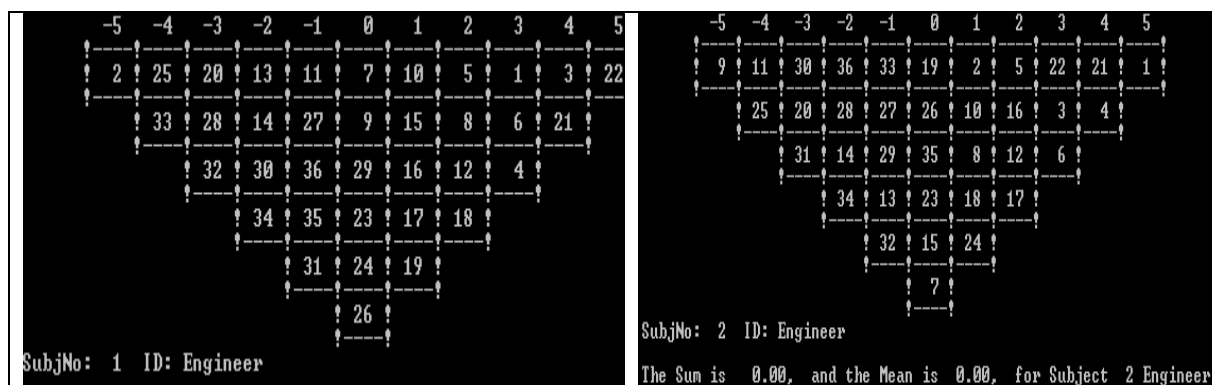 -5 -4 -3 -2 -1 0 1 2 3 4 5
2 25 20 13 11 7 10 5 1 3 22
33 28 14 27 9 15 8 6 21
32 30 36 29 16 12 4
34 35 23 17 18
31 24 19
26
SubjNo: 1 ID: Engineer
-5 -4 -3 -2 -1 0 1 2 3 4 5
9 11 30 36 33 19 2 5 22 21 1
25 20 28 27 26 10 16 3 4
31 14 29 35 8 12 6
34 13 23 18 17
32 15 24
7
SubjNo: 2 ID: Engineer
The Sum is 0.00, and the Mean is 0.00, for Subject 2 Engineer